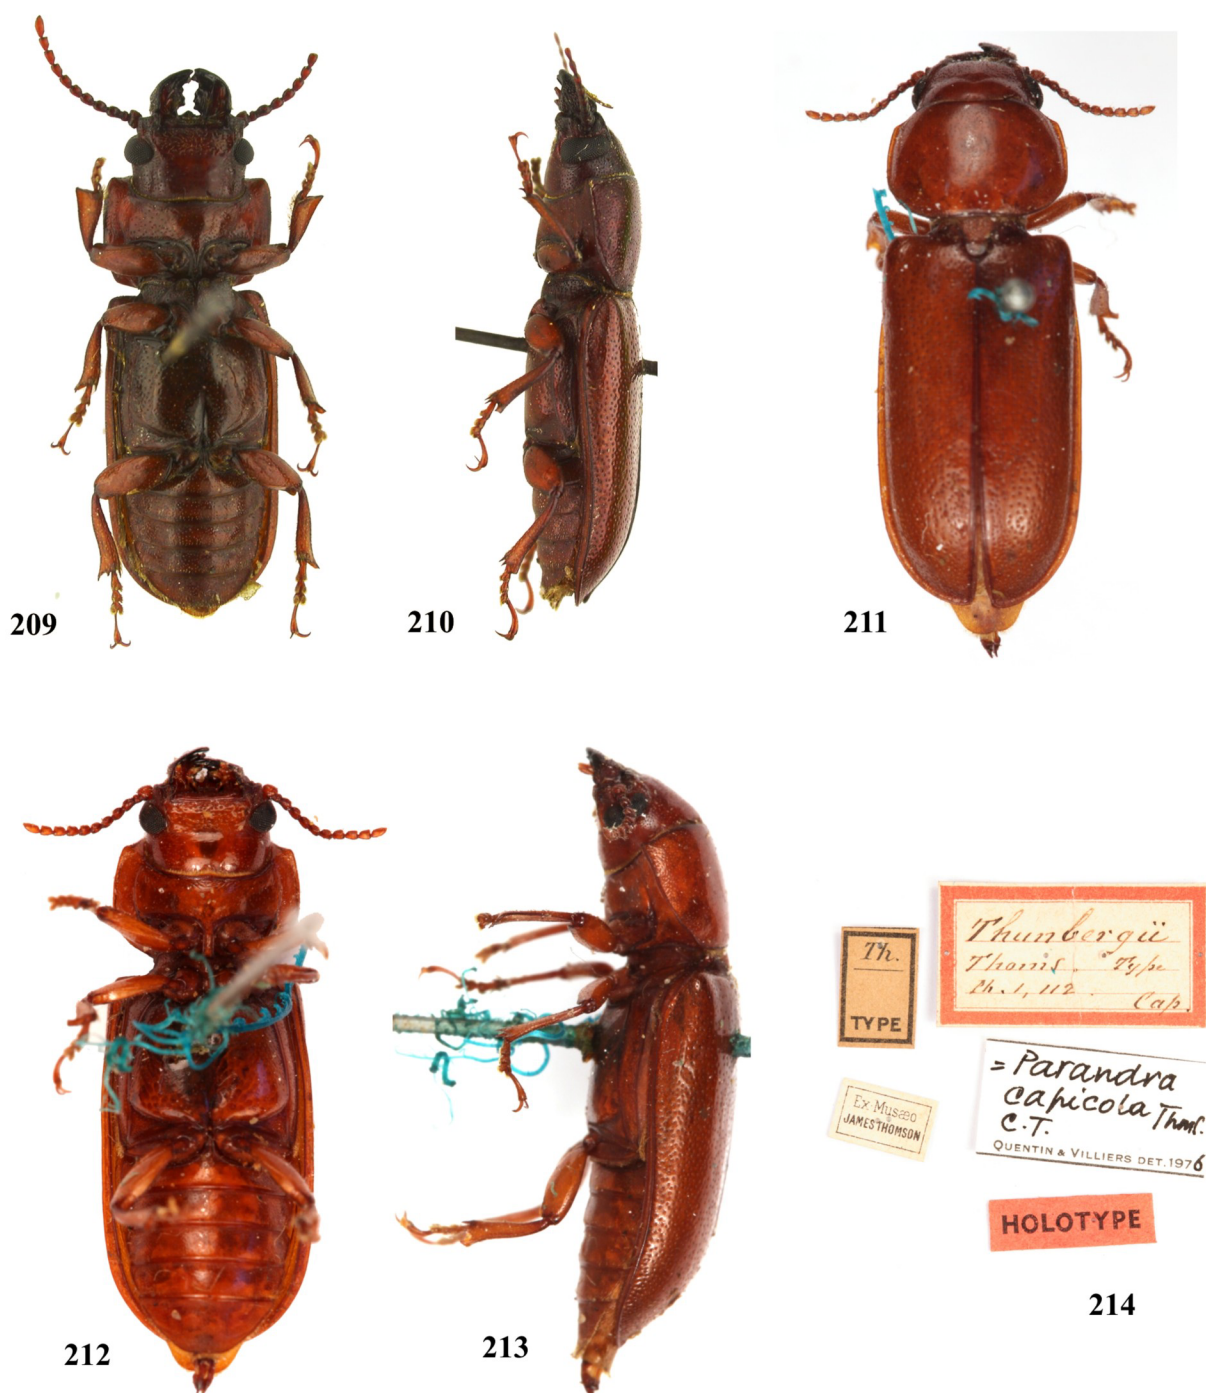 209
210
211
212
213
Th.
TYPE
Thunbergii
Thoms. Type
Ch. 1, 112
Cap.
Ex-Musæo
JAMES THOMSON
= Parandra
capicola Thms.
C.T.
QUENTIN & VILLIERS DET. 1976
HOLOTYPE
214